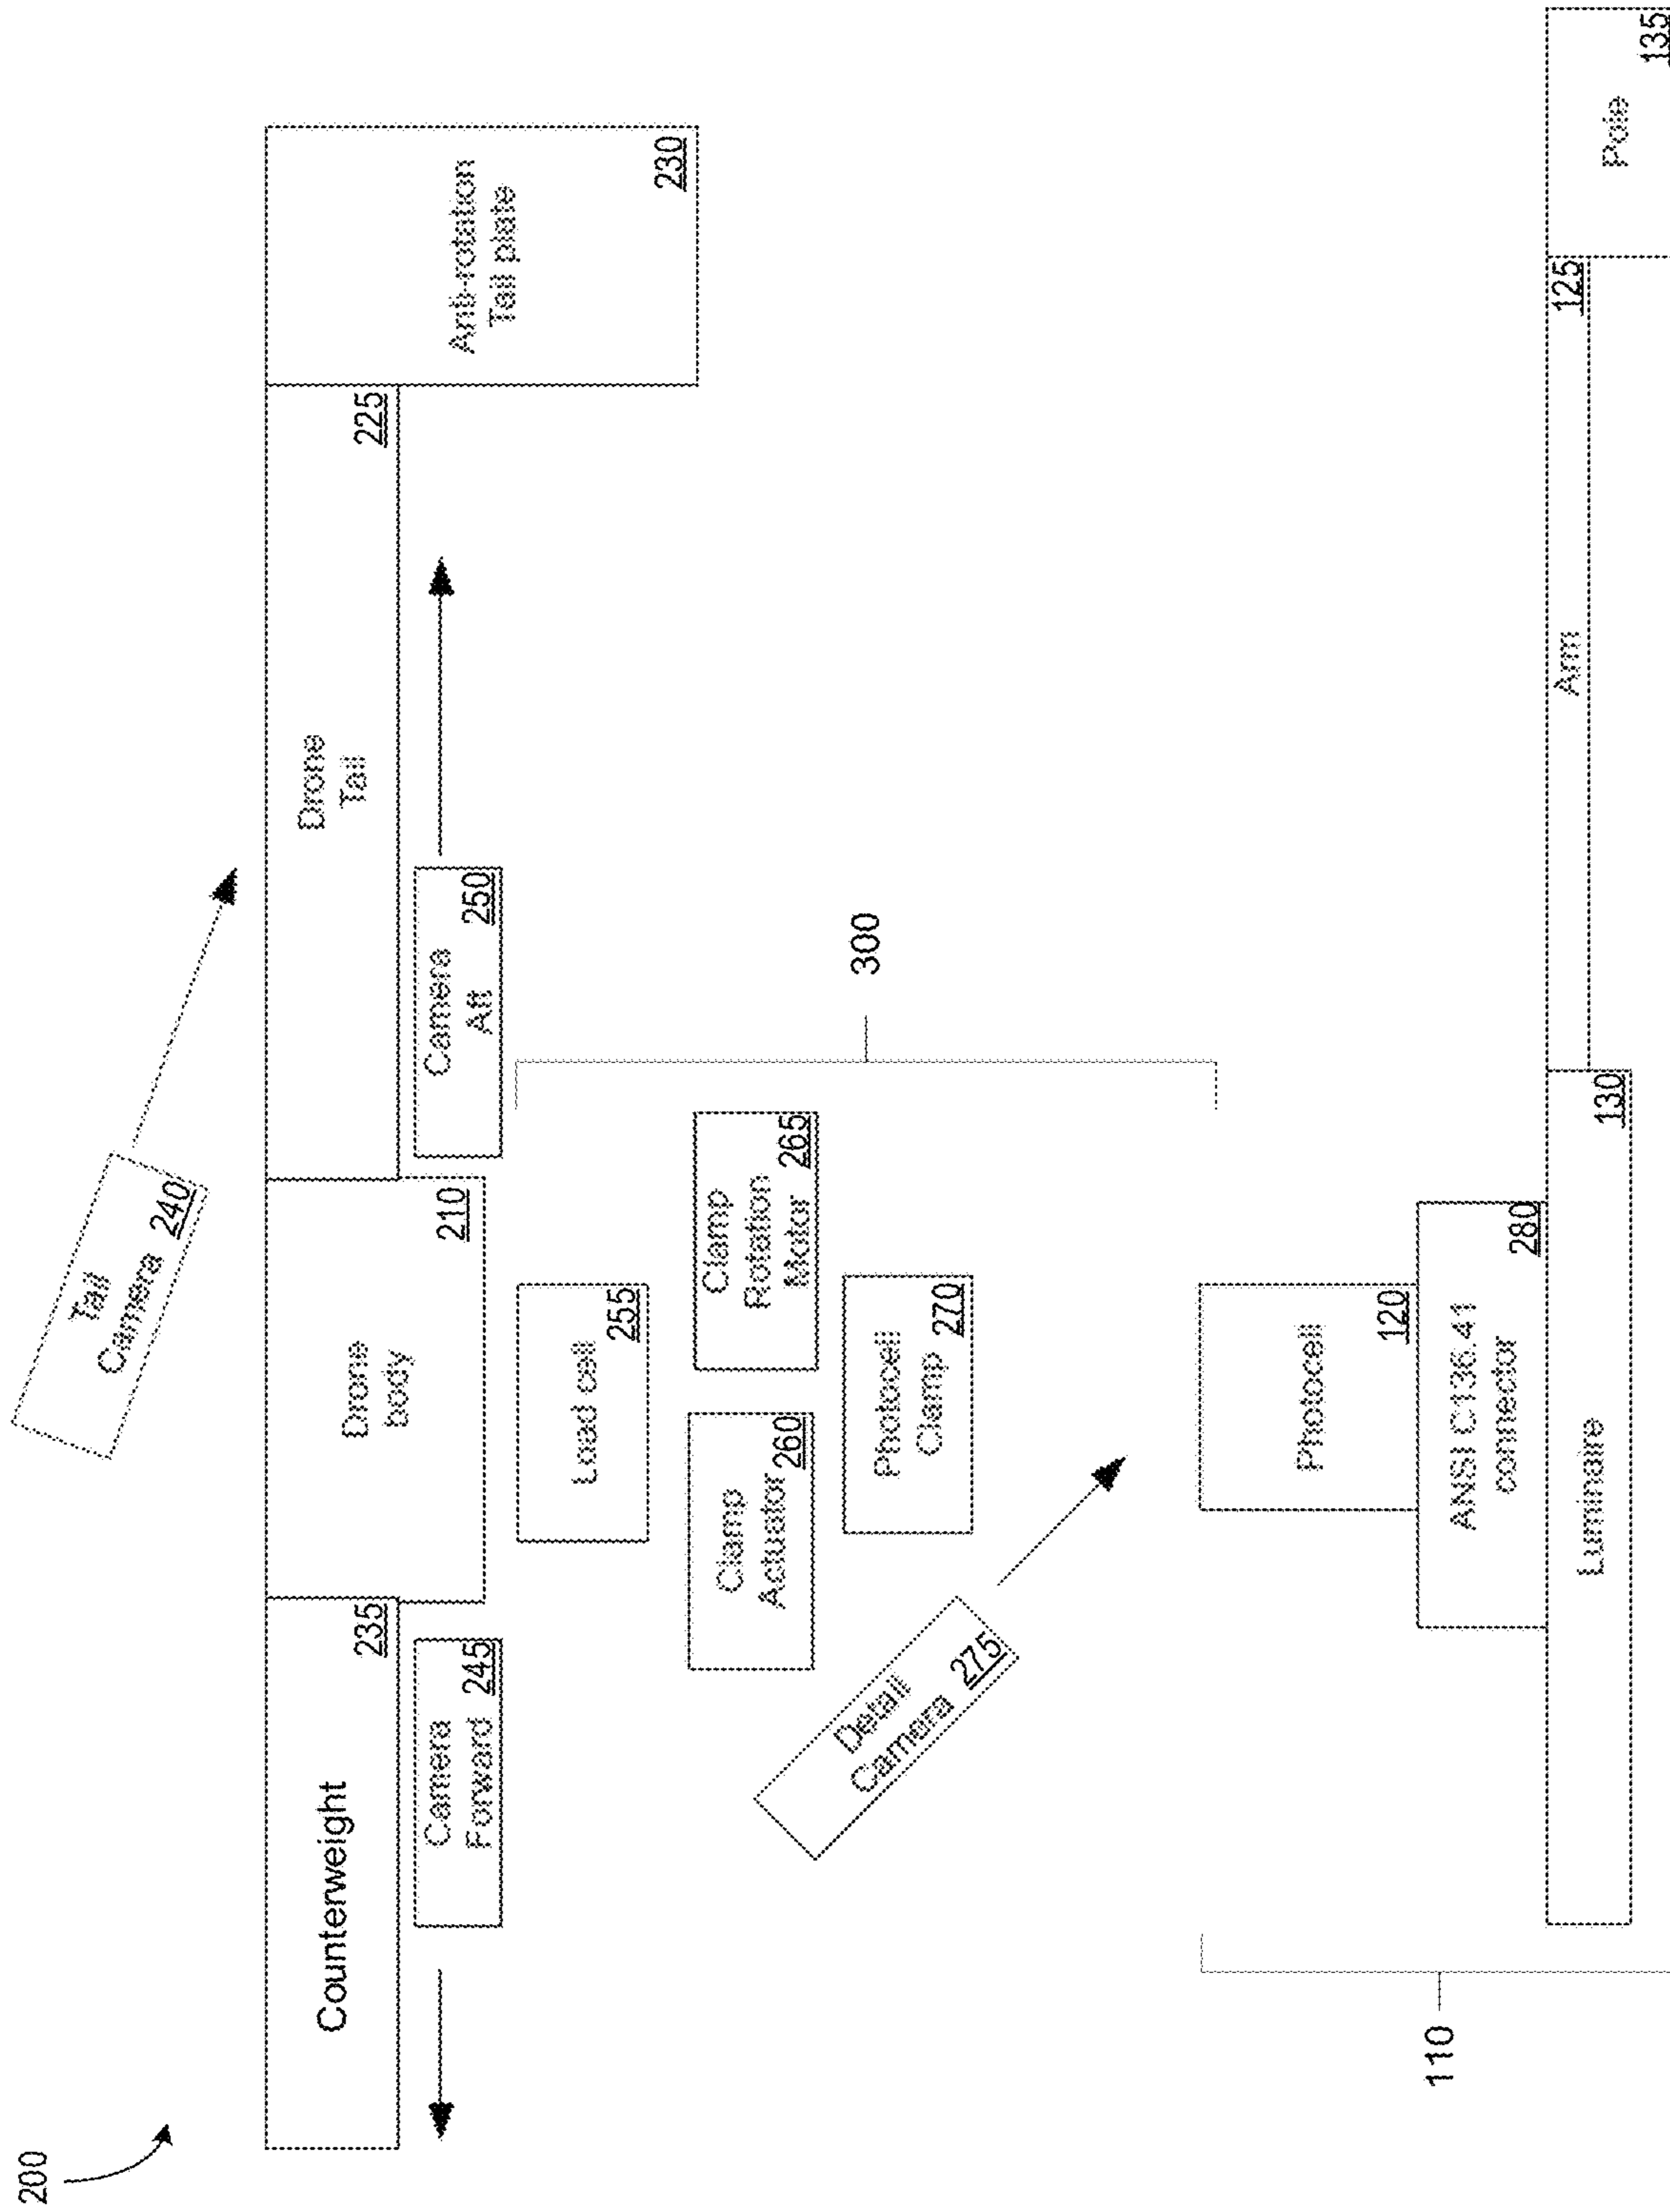 200
Tail
Camera 240
Counterweight
235
Drone
body
210
Drone
Tail
225
Anti-rotation
Tail plate
230
Camera
Forward 245
Camera
Aft 250
Load cell
255
Clamp
Actuator 260
Clamp
Rotation
Motor 265
Photocell
Clamp 270
300
Detail
Camera 275
110
Photocell
120
ANSI C136.41
connector 280
Luminaire
130
Arm
125
Pole
135